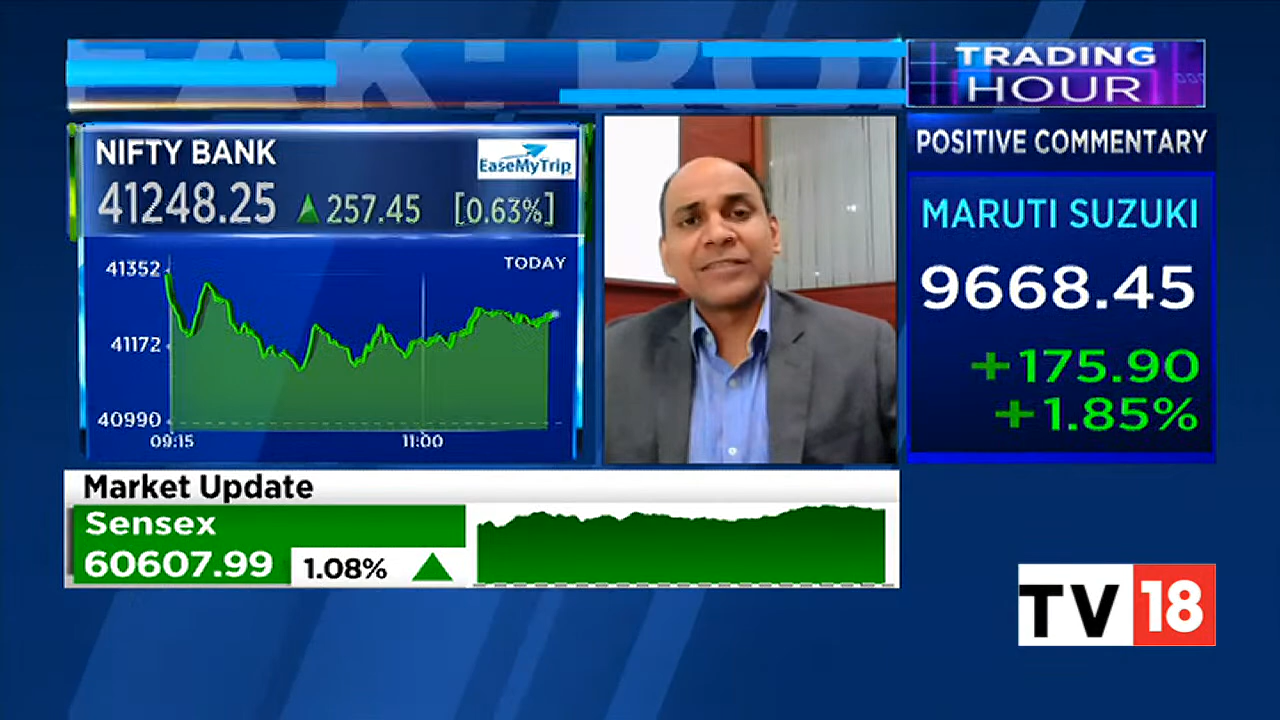 TRADING
HOUR
NIFTY BANK
EaseMyTrip
41248.25 ▲ 257.45 [0.63%]
TODAY
41352
41172
40990
09:15 11:00
POSITIVE COMMENTARY
MARUTI SUZUKI
9668.45
+175.90
+1.85%
Market Update
Sensex
60607.99 1.08% ▲
TV18